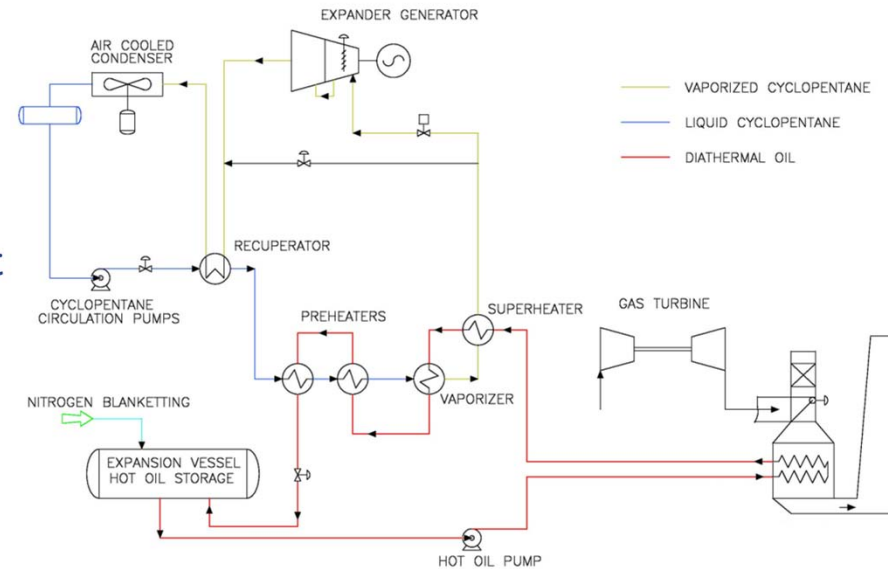 EXPANDER GENERATOR
AIR COOLED
CONDENSER
VAPORIZED CYCLOPENTANE
LIQUID CYCLOPENTANE
DIATHERMAL OIL
RECUPERATOR
CYCLOPENTANE
CIRCULATION PUMPS
PREHEATERS
SUPERHEATER
GAS TURBINE
VAPORIZER
NITROGEN BLANKETTING
EXPANSION VESSEL
HOT OIL STORAGE
HOT OIL PUMP